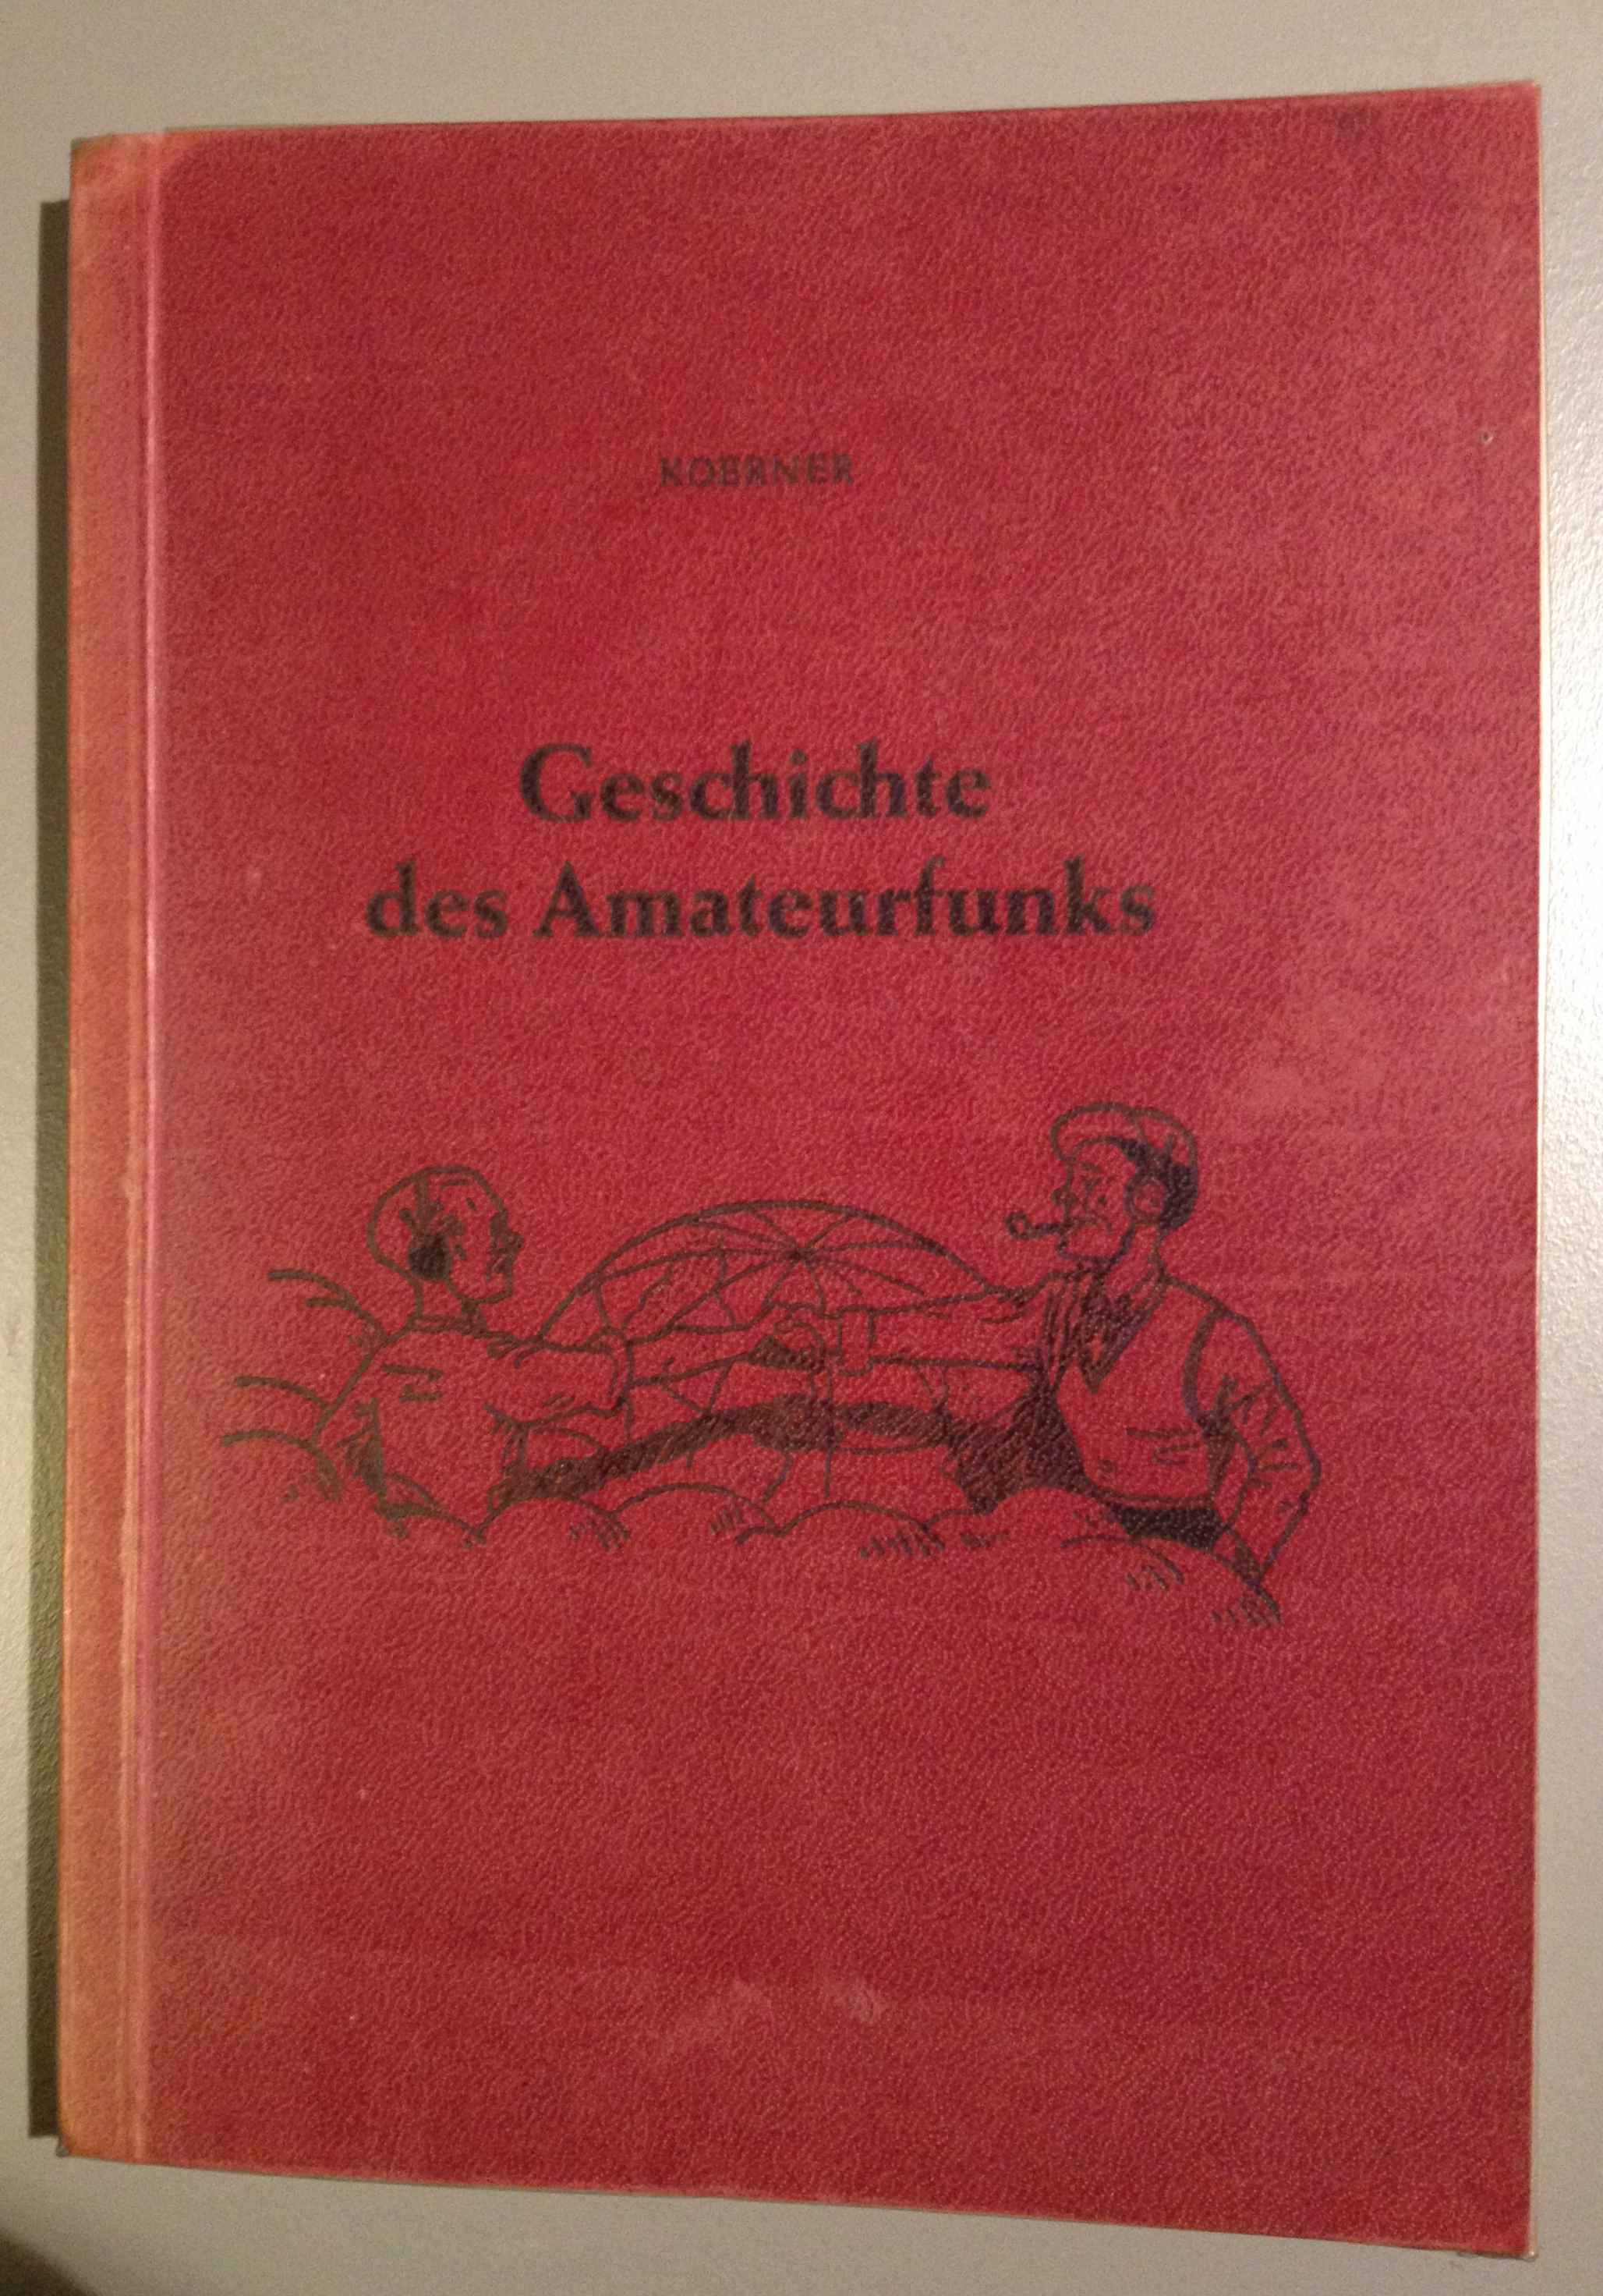 KOERNER
Geschichte
des Amateurfunks